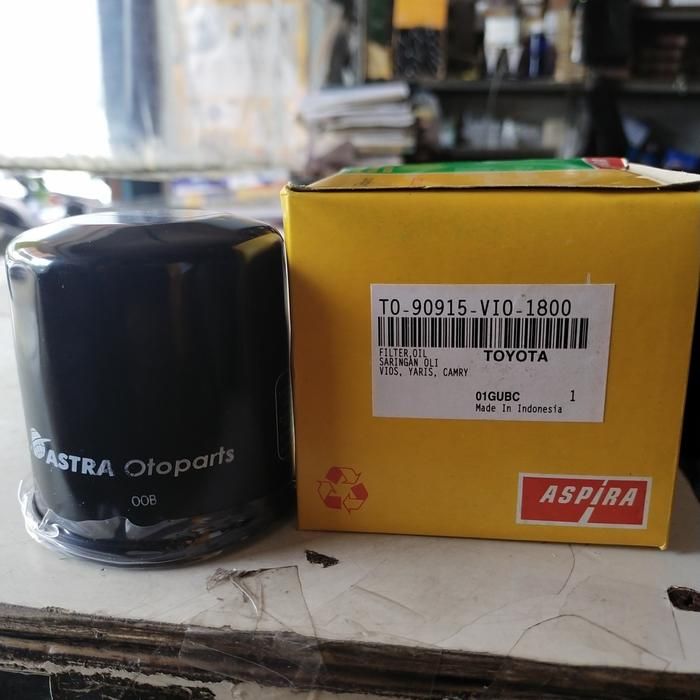 ASTRA Otoparts
00B
TO-90915-VIO-1800
FILTER,OIL TOYOTA
SARINGAN OLI
VIOS, YARIS, CAMRY
01GUBC 1
Made In Indonesia
ASPIRA